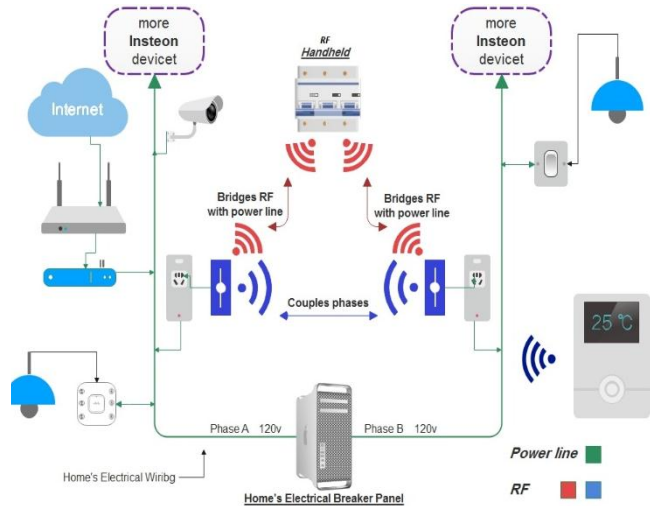 more
Insteon
devicet
RF
Handheld
more
Insteon
devicet
Internet
Bridges RF
with power line
Bridges RF
with power line
Couples phases
25 ℃
Phase A 120v
Phase B 120v
Home's Electrical Wiribg
Home's Electrical Breaker Panel
Power line
RF